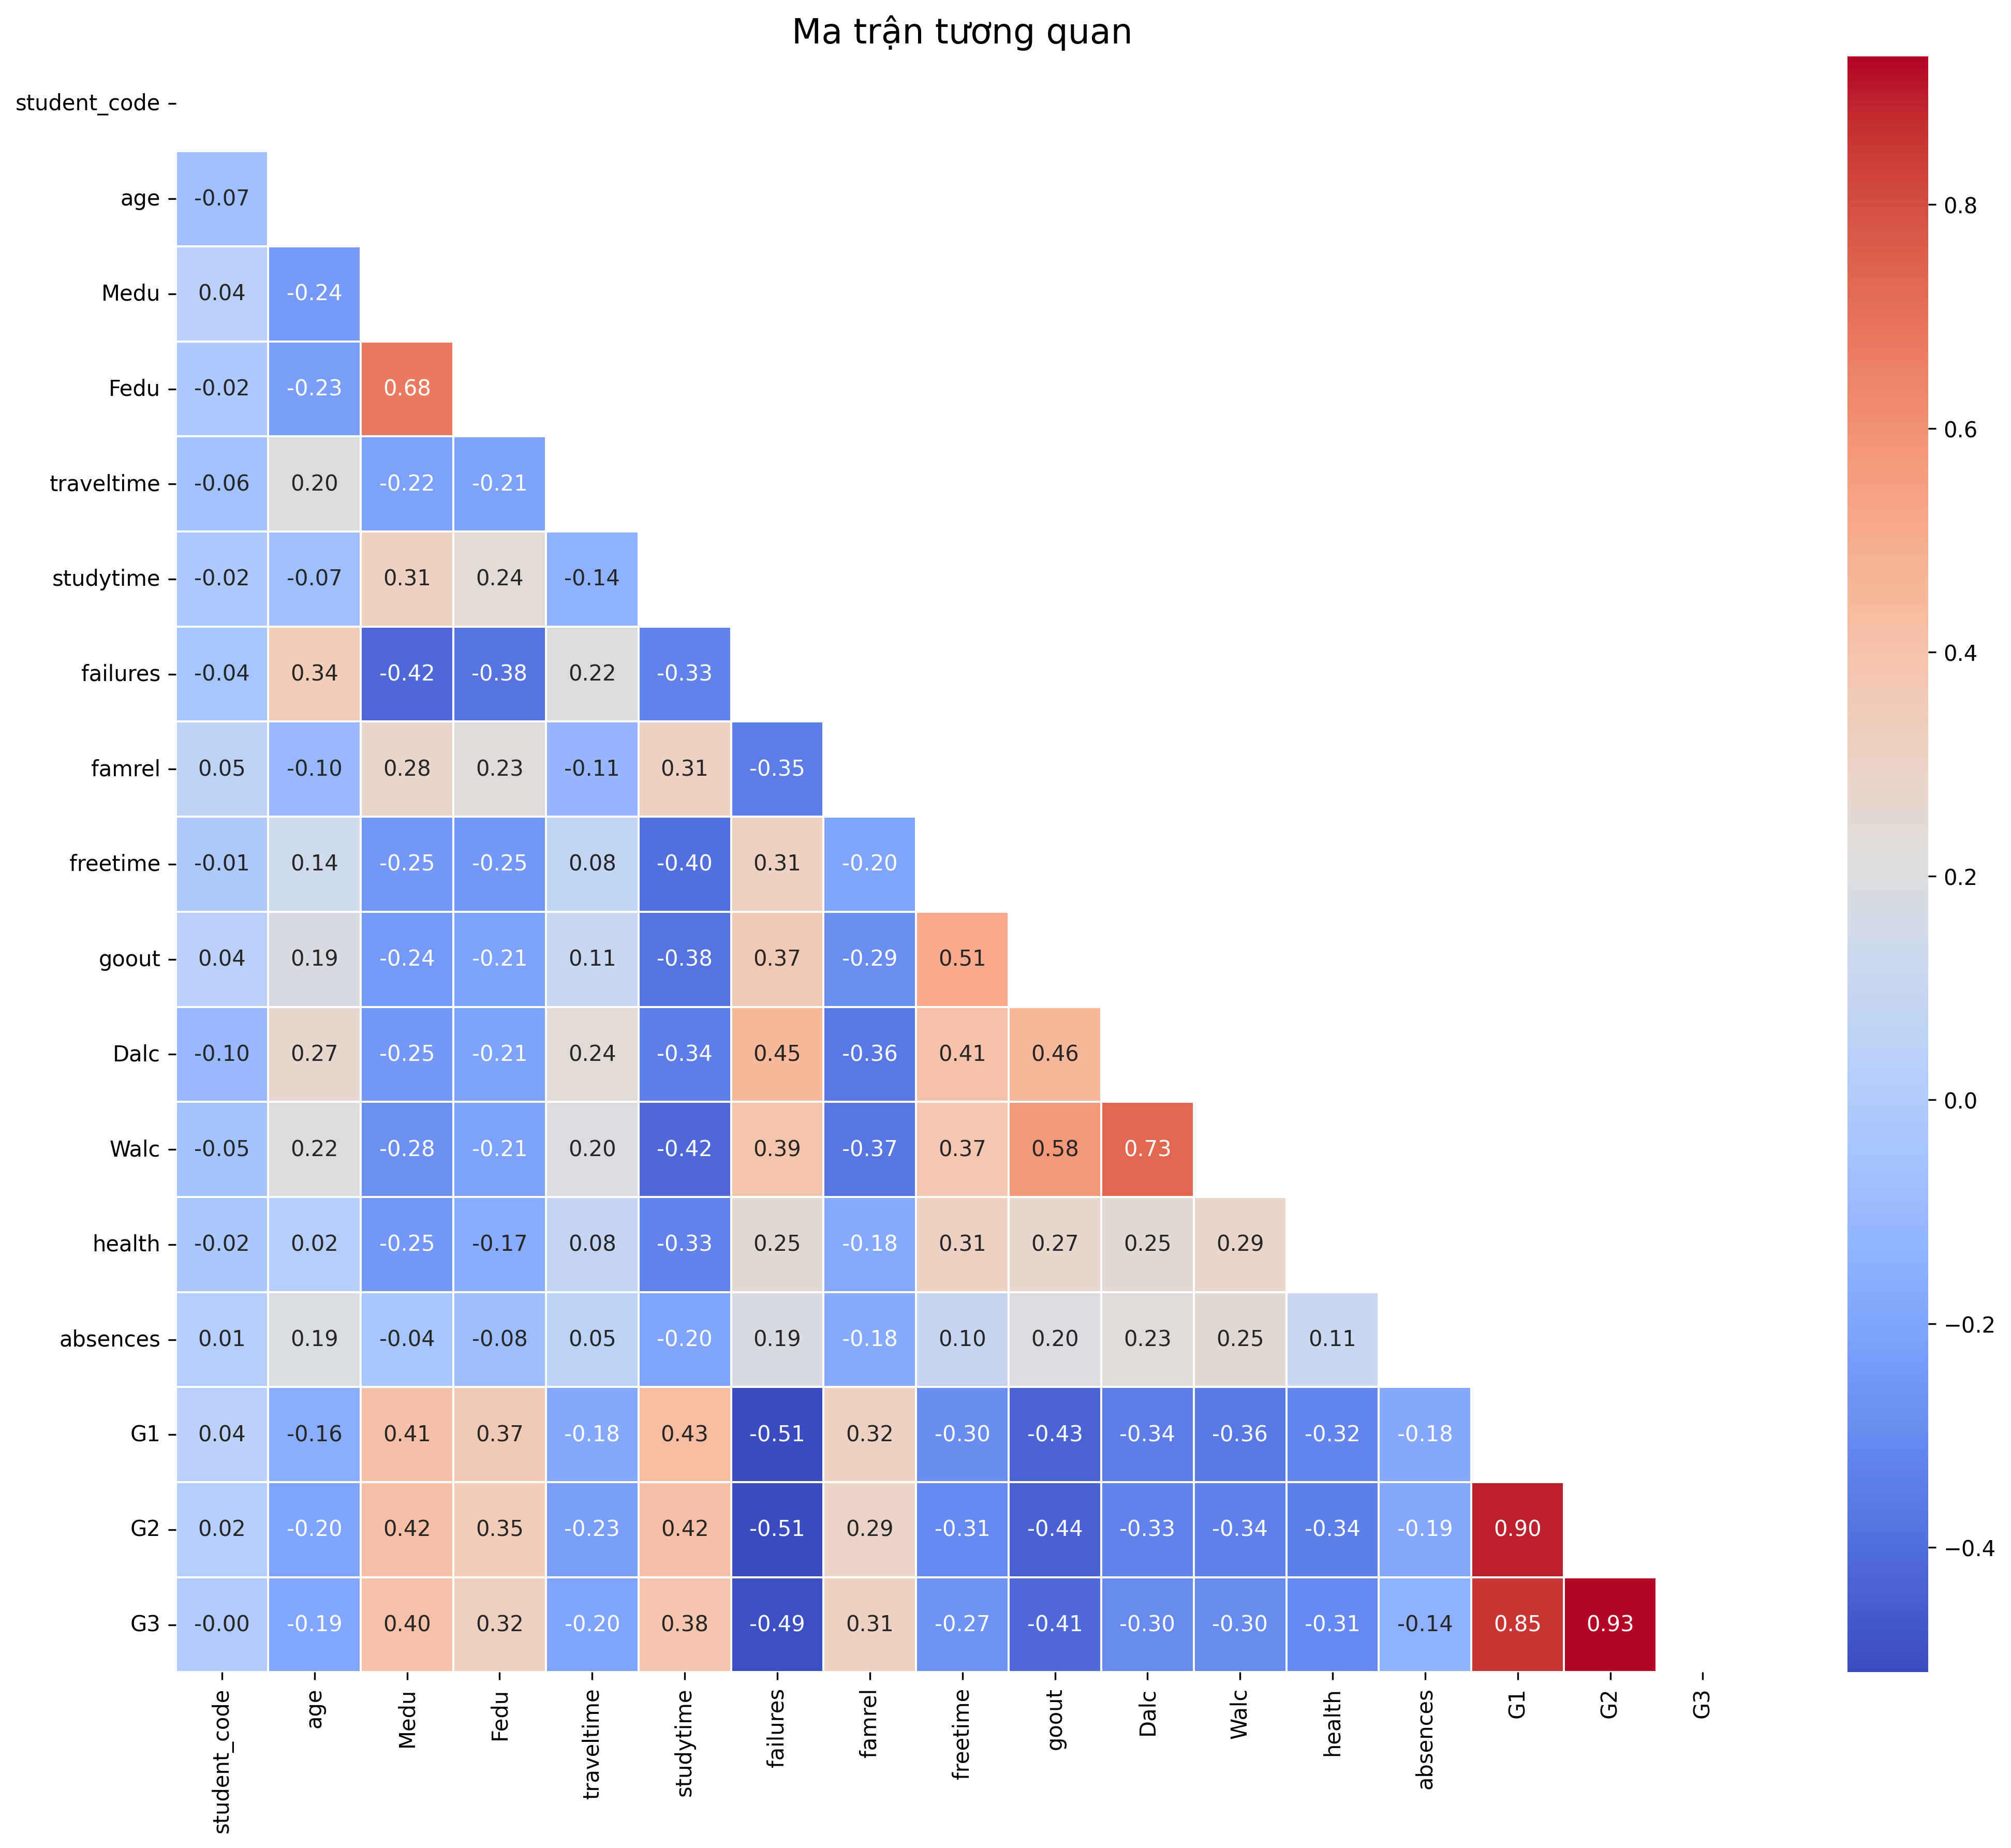 Ma trận tương quan
student_code
age -0.07
Medu 0.04 -0.24
Fedu -0.02 -0.23 0.68
traveltime -0.06 0.20 -0.22 -0.21
studytime -0.02 -0.07 0.31 0.24 -0.14
failures -0.04 0.34 -0.42 -0.38 0.22 -0.33
famrel 0.05 -0.10 0.28 0.23 -0.11 0.31 -0.35
freetime -0.01 0.14 -0.25 -0.25 0.08 -0.40 0.31 -0.20
goout 0.04 0.19 -0.24 -0.21 0.11 -0.38 0.37 -0.29 0.51
Dalc -0.10 0.27 -0.25 -0.21 0.24 -0.34 0.45 -0.36 0.41 0.46
Walc -0.05 0.22 -0.28 -0.21 0.20 -0.42 0.39 -0.37 0.37 0.58 0.73
health -0.02 0.02 -0.25 -0.17 0.08 -0.33 0.25 -0.18 0.31 0.27 0.25 0.29
absences 0.01 0.19 -0.04 -0.08 0.05 -0.20 0.19 -0.18 0.10 0.20 0.23 0.25 0.11
G1 0.04 -0.16 0.41 0.37 -0.18 0.43 -0.51 0.32 -0.30 -0.43 -0.34 -0.36 -0.32 -0.18
G2 0.02 -0.20 0.42 0.35 -0.23 0.42 -0.51 0.29 -0.31 -0.44 -0.33 -0.34 -0.34 -0.19 0.90
G3 -0.00 -0.19 0.40 0.32 -0.20 0.38 -0.49 0.31 -0.27 -0.41 -0.30 -0.30 -0.31 -0.14 0.85 0.93
student_code age Medu Fedu traveltime studytime failures famrel freetime goout Dalc Walc health absences G1 G2 G3
0.8
0.6
0.4
0.2
0.0
−0.2
−0.4